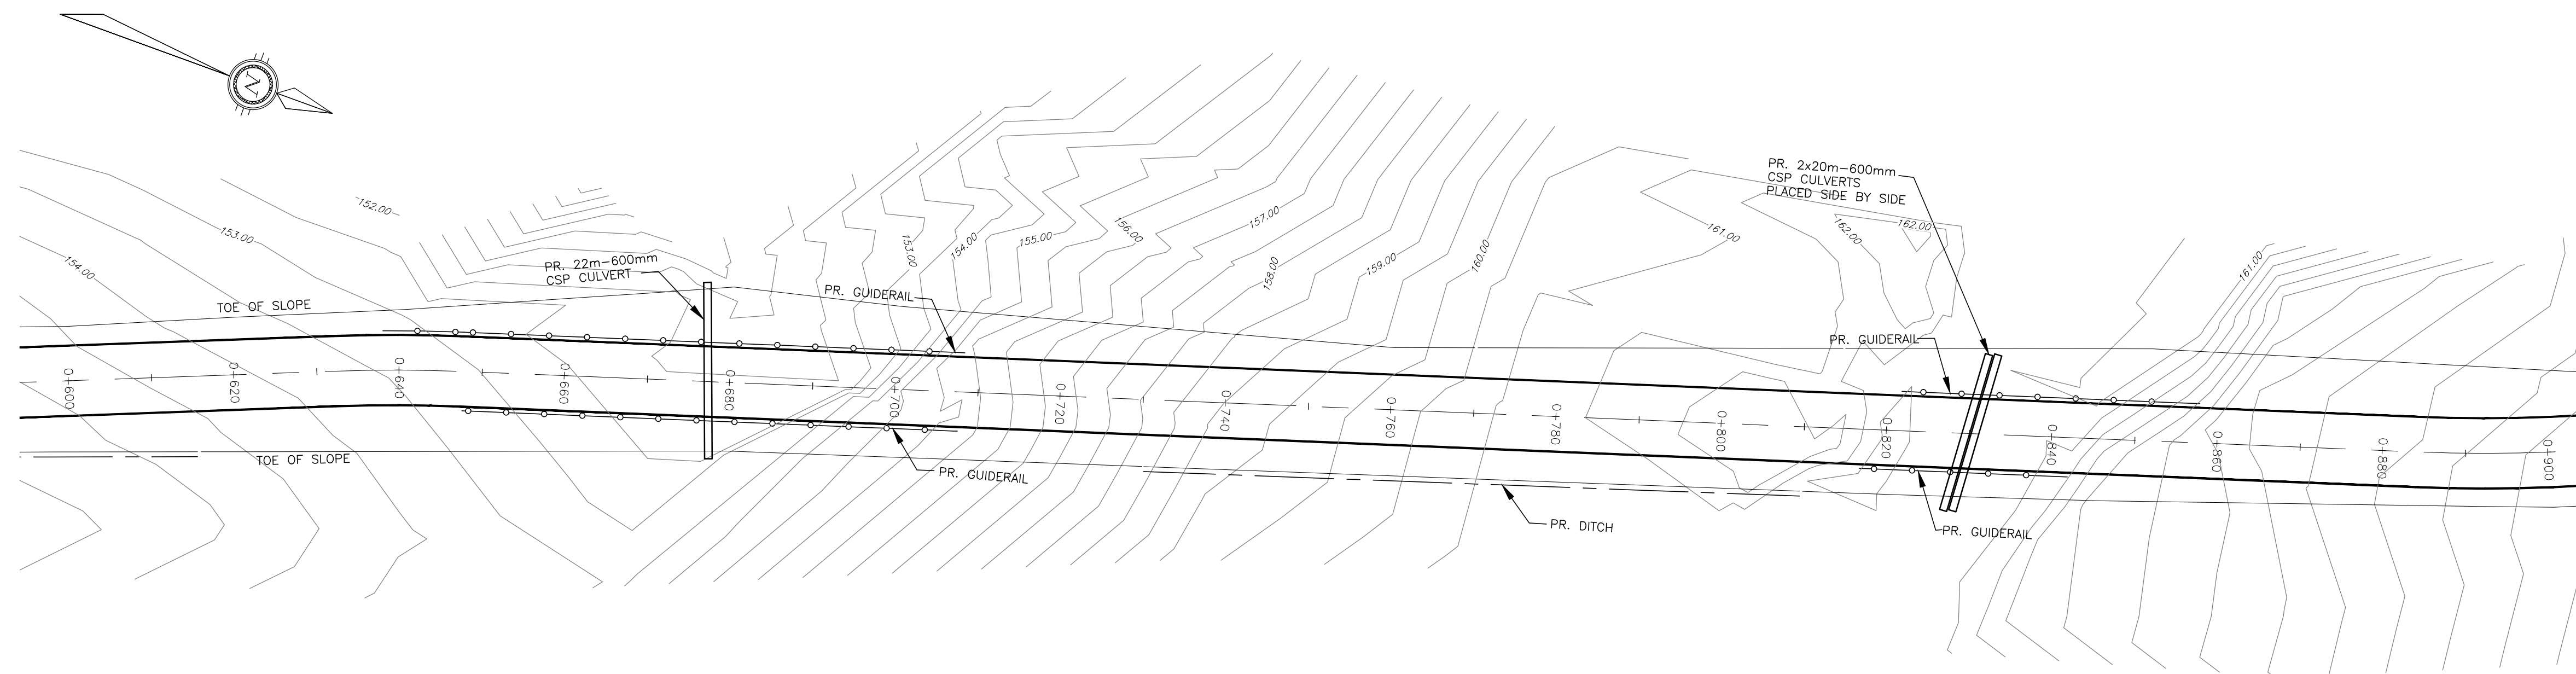 N
PR. 2x20m-600mm
CSP CULVERTS
PLACED SIDE BY SIDE
152.00
153.00
154.00
PR. 22m-600mm
CSP CULVERT
153.00
154.00
155.00
156.00
157.00
158.00
159.00
160.00
161.00
162.00
162.00
161.00
TOE OF SLOPE
PR. GUIDERAIL
PR. GUIDERAIL
0+600
0+620
0+640
0+660
0+680
0+700
0+720
0+740
0+760
0+780
0+800
0+820
0+840
0+860
0+880
0+900
TOE OF SLOPE
PR. GUIDERAIL
PR. DITCH
PR. GUIDERAIL